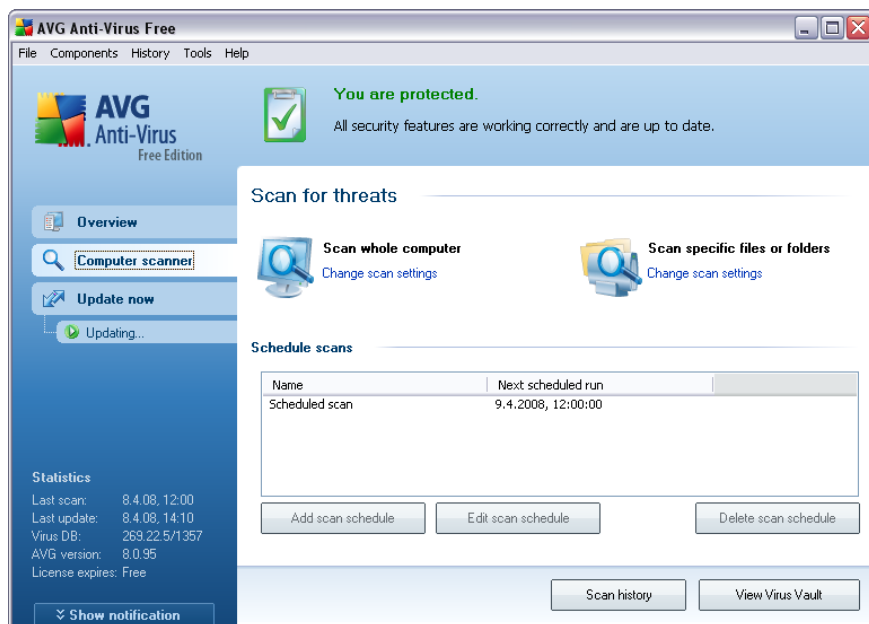 AVG Anti-Virus Free
File Components History Tools Help
AVG
Anti-Virus
Free Edition
You are protected.
All security features are working correctly and are up to date.
Overview
Computer scanner
Update now
Updating...
Scan for threats
Scan whole computer
Change scan settings
Scan specific files or folders
Change scan settings
Schedule scans
Name Next scheduled run
Scheduled scan 9.4.2008, 12:00:00
Add scan schedule Edit scan schedule Delete scan schedule
Statistics
Last scan: 8.4.08, 12:00
Last update: 8.4.08, 14:10
Virus DB: 269.22.5/1357
AVG version: 8.0.95
License expires: Free
Show notification
Scan history View Virus Vault